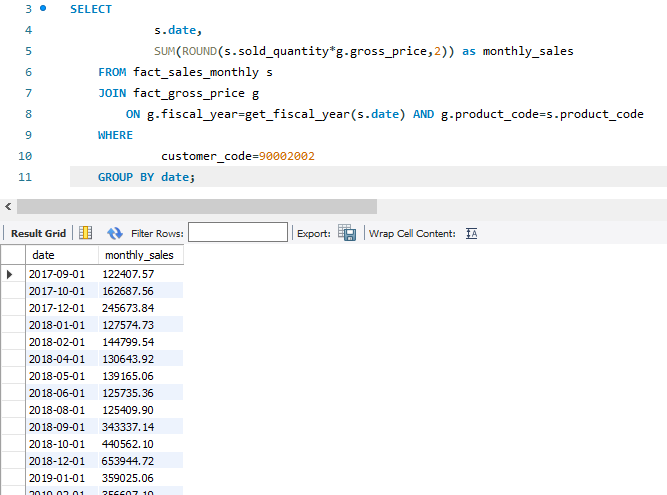 3 SELECT
4 s.date,
5 SUM(ROUND(s.sold_quantity*g.gross_price,2)) as monthly_sales
6 FROM fact_sales_monthly s
7 JOIN fact_gross_price g
8 ON g.fiscal_year=get_fiscal_year(s.date) AND g.product_code=s.product_code
9 WHERE
10 customer_code=90002002
11 GROUP BY date;
Result Grid Filter Rows: Export: Wrap Cell Content:
date monthly_sales
2017-09-01 122407.57
2017-10-01 162687.56
2017-12-01 245673.84
2018-01-01 127574.73
2018-02-01 144799.54
2018-04-01 130643.92
2018-05-01 139165.06
2018-06-01 125735.36
2018-08-01 125409.90
2018-09-01 343337.14
2018-10-01 440562.10
2018-12-01 653944.72
2019-01-01 359025.06
2019-02-01 356607.19